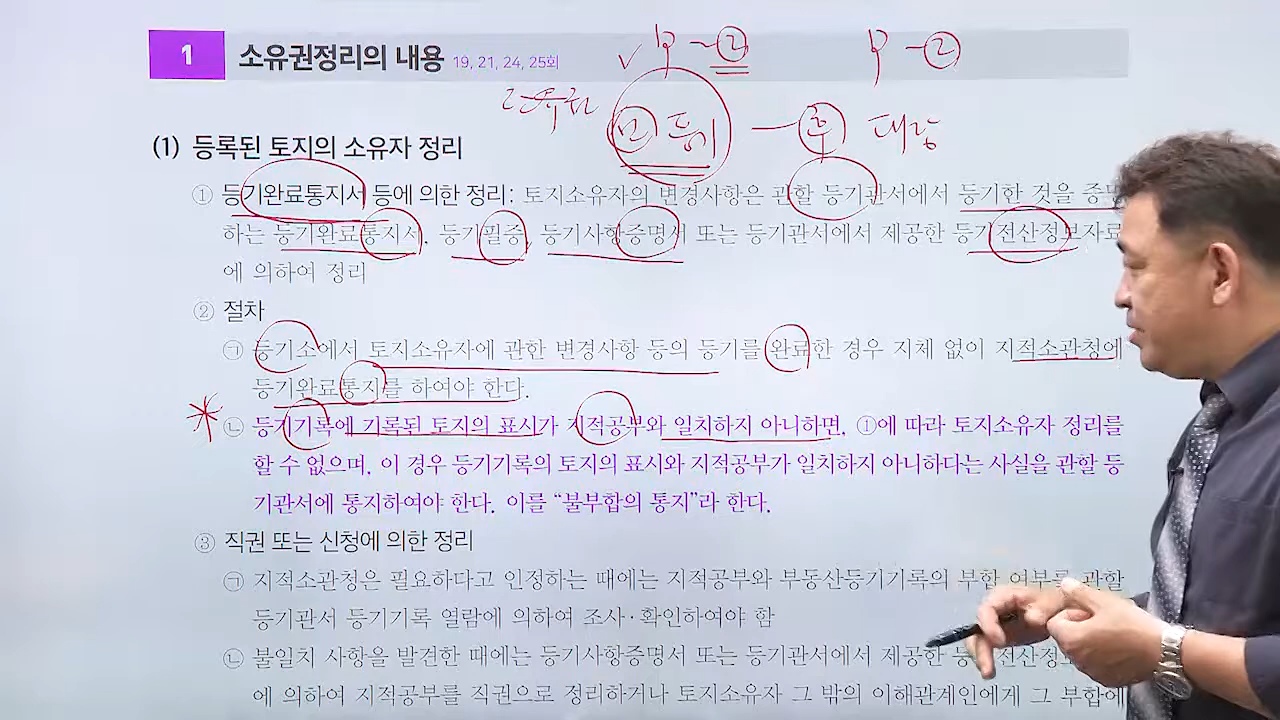 1 소유권정리의 내용 19, 21, 24, 25회
부 ~ ②
부 - ②
소유권
등기 - 후 대장
(1) 등록된 토지의 소유자 정리
① 등기완료통지서 등에 의한 정리: 토지소유자의 변경사항은 관할 등기관서에서 등기한 것을 증명
하는 등기완료통지서, 등기필증, 등기사항증명서 또는 등기관서에서 제공한 등기전산정보자료
에 의하여 정리
② 절차
㉠ 등기소에서 토지소유자에 관한 변경사항 등의 등기를 완료한 경우 지체 없이 지적소관청에
등기완료통지를 하여야 한다.
㉡ 등기기록에 기록된 토지의 표시가 지적공부와 일치하지 아니하면, ①에 따라 토지소유자 정리를
할 수 없으며, 이 경우 등기기록의 토지의 표시와 지적공부가 일치하지 아니하다는 사실을 관할 등
기관서에 통지하여야 한다. 이를 “불부합의 통지”라 한다.
③ 직권 또는 신청에 의한 정리
㉠ 지적소관청은 필요하다고 인정하는 때에는 지적공부와 부동산등기기록의 부합 여부를 관할
등기관서 등기기록 열람에 의하여 조사·확인하여야 함
㉡ 불일치 사항을 발견한 때에는 등기사항증명서 또는 등기관서에서 제공한 등기전산정
에 의하여 지적공부를 직권으로 정리하거나 토지소유자 그 밖의 이해관계인에게 그 부합에